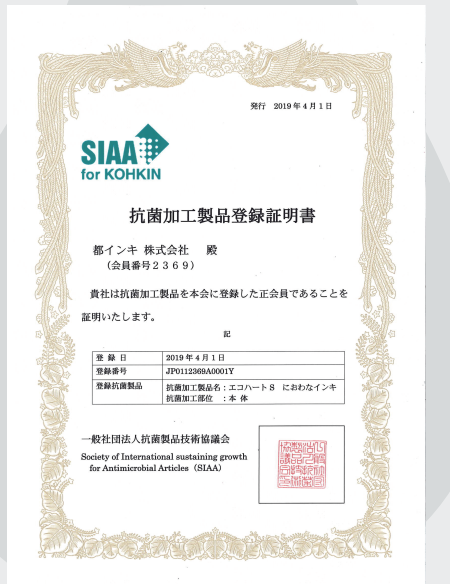 発行 2019年4月1日
SIAA
for KOHKIN
抗菌加工製品登録証明書
都インキ 株式会社 殿
（会員番号２３６９）
貴社は抗菌加工製品を本会に登録した正会員であることを
証明いたします。
記
登 録 日 2019年4月1日
登録番号 JP0112369A0001Y
登録抗菌製品 抗菌加工製品名：エコハートＳ におわなインキ
抗菌加工部位 ：本 体
一般社団法人抗菌製品技術協議会
Society of International sustaining growth
for Antimicrobial Articles（SIAA）